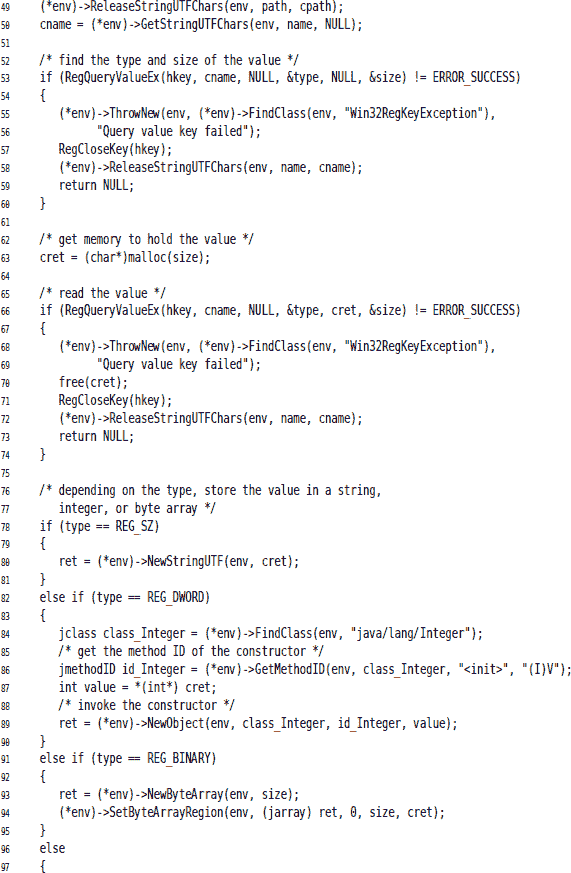 49 (*env)->ReleaseStringUTFChars(env, path, cpath);
50 cname = (*env)->GetStringUTFChars(env, name, NULL);
51
52 /* find the type and size of the value */
53 if (RegQueryValueEx(hkey, cname, NULL, &type, NULL, &size) != ERROR_SUCCESS)
54 {
55 (*env)->ThrowNew(env, (*env)->FindClass(env, "Win32RegKeyException"),
56 "Query value key failed");
57 RegCloseKey(hkey);
58 (*env)->ReleaseStringUTFChars(env, name, cname);
59 return NULL;
60 }
61
62 /* get memory to hold the value */
63 cret = (char*)malloc(size);
64
65 /* read the value */
66 if (RegQueryValueEx(hkey, cname, NULL, &type, cret, &size) != ERROR_SUCCESS)
67 {
68 (*env)->ThrowNew(env, (*env)->FindClass(env, "Win32RegKeyException"),
69 "Query value key failed");
70 free(cret);
71 RegCloseKey(hkey);
72 (*env)->ReleaseStringUTFChars(env, name, cname);
73 return NULL;
74 }
75
76 /* depending on the type, store the value in a string,
77 integer, or byte array */
78 if (type == REG_SZ)
79 {
80 ret = (*env)->NewStringUTF(env, cret);
81 }
82 else if (type == REG_DWORD)
83 {
84 jclass class_Integer = (*env)->FindClass(env, "java/lang/Integer");
85 /* get the method ID of the constructor */
86 jmethodID id_Integer = (*env)->GetMethodID(env, class_Integer, "<init>", "(I)V");
87 int value = *(int*) cret;
88 /* invoke the constructor */
89 ret = (*env)->NewObject(env, class_Integer, id_Integer, value);
90 }
91 else if (type == REG_BINARY)
92 {
93 ret = (*env)->NewByteArray(env, size);
94 (*env)->SetByteArrayRegion(env, (jarray) ret, 0, size, cret);
95 }
96 else
97 {